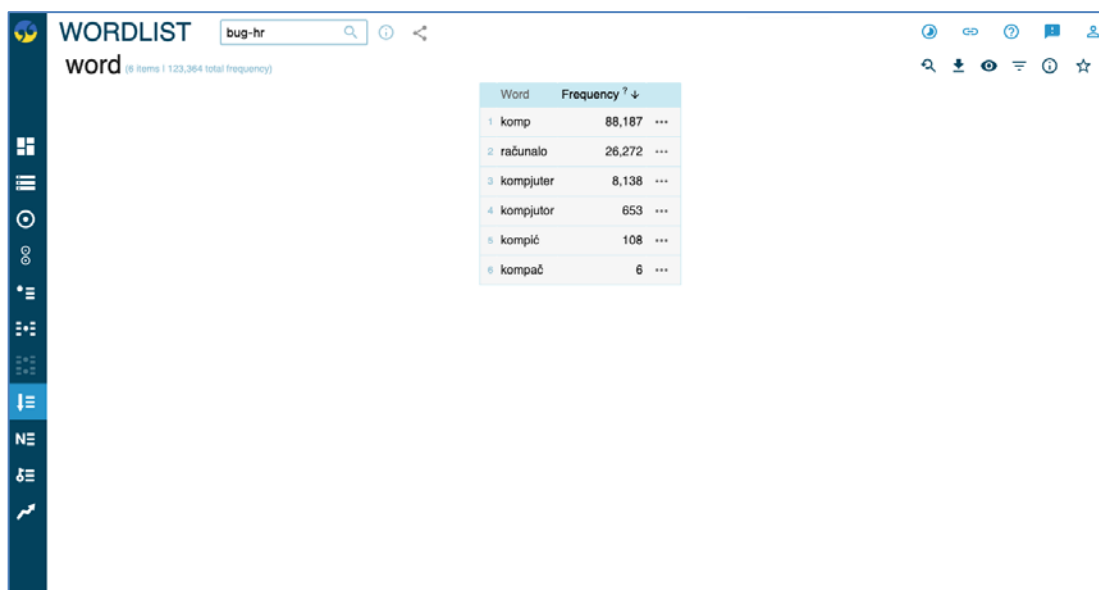 WORDLIST bug-hr
word (6 items | 123,364 total frequency)
Word Frequency ? ↓
1 komp 88,187 •••
2 računalo 26,272 •••
3 kompjuter 8,138 •••
4 kompjutor 653 •••
5 kompić 108 •••
6 kompač 6 •••
N